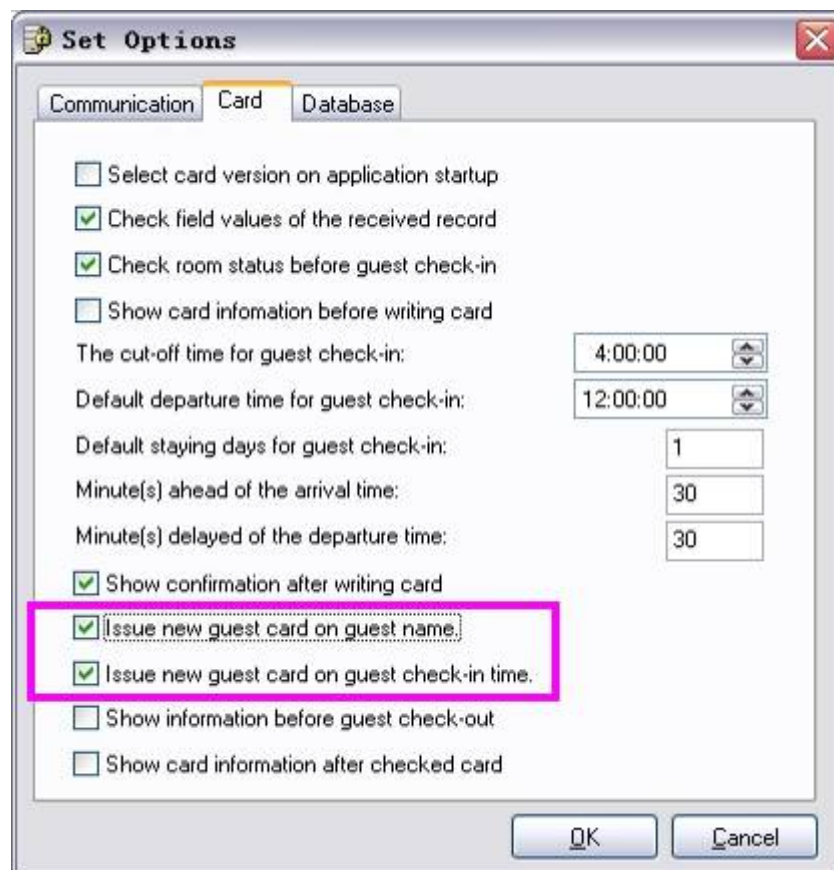 Set Options
Communication Card Database
Select card version on application startup
Check field values of the received record
Check room status before guest check-in
Show card infomation before writing card
The cut-off time for guest check-in: 4:00:00
Default departure time for guest check-in: 12:00:00
Default staying days for guest check-in: 1
Minute(s) ahead of the arrival time: 30
Minute(s) delayed of the departure time: 30
Show confirmation after writing card
Issue new guest card on guest name.
Issue new guest card on guest check-in time.
Show information before guest check-out
Show card information after checked card
OK Cancel